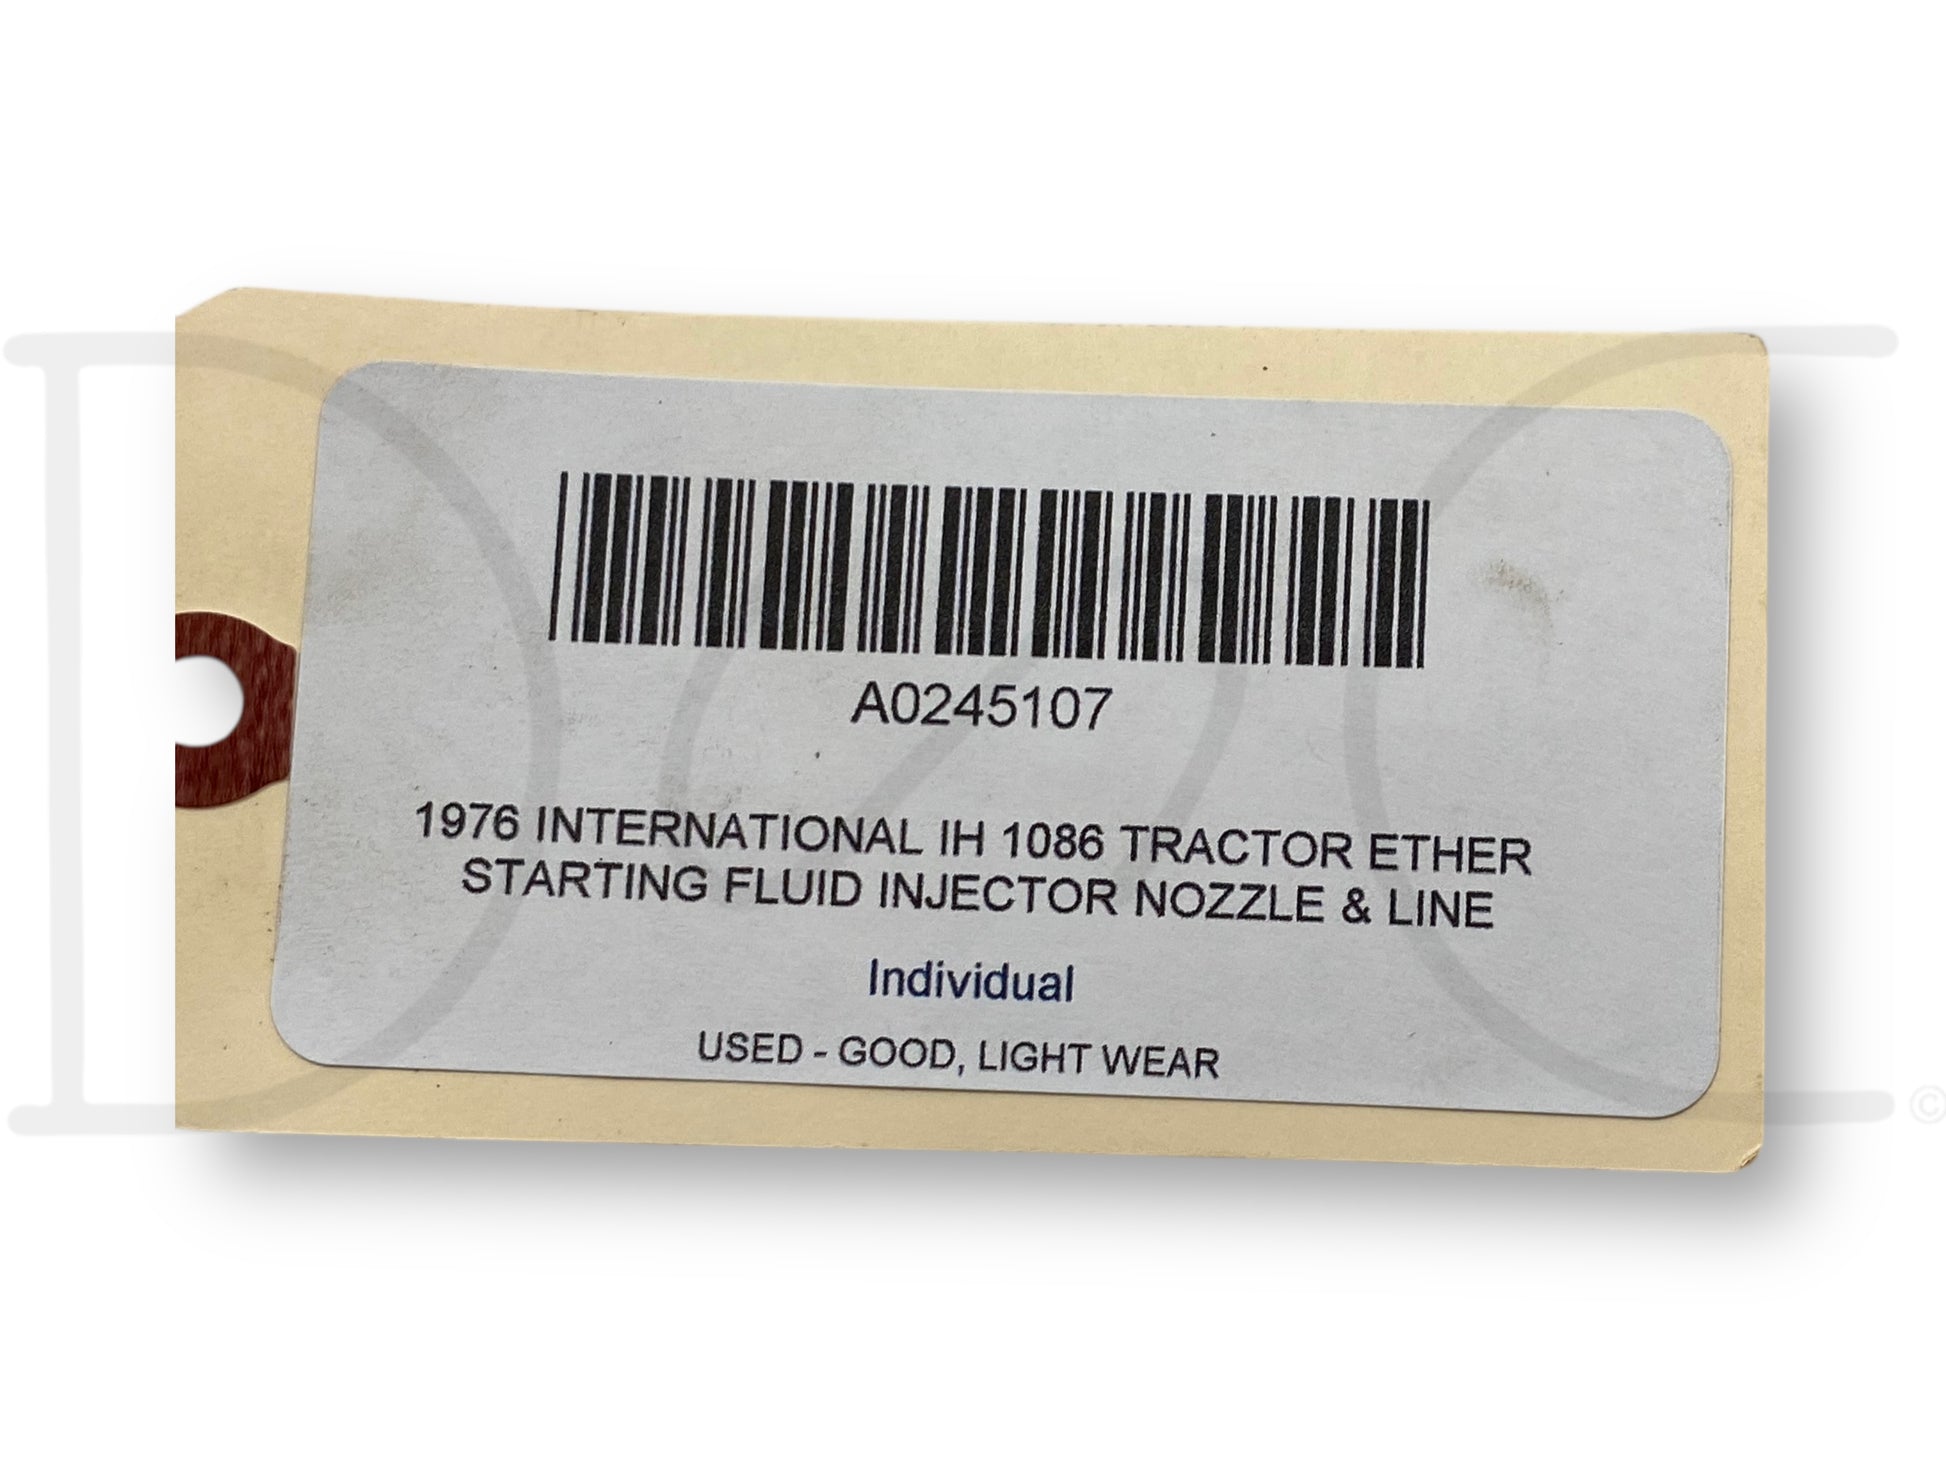 A0245107
1976 INTERNATIONAL IH 1086 TRACTOR ETHER
STARTING FLUID INJECTOR NOZZLE & LINE
Individual
USED - GOOD, LIGHT WEAR
©